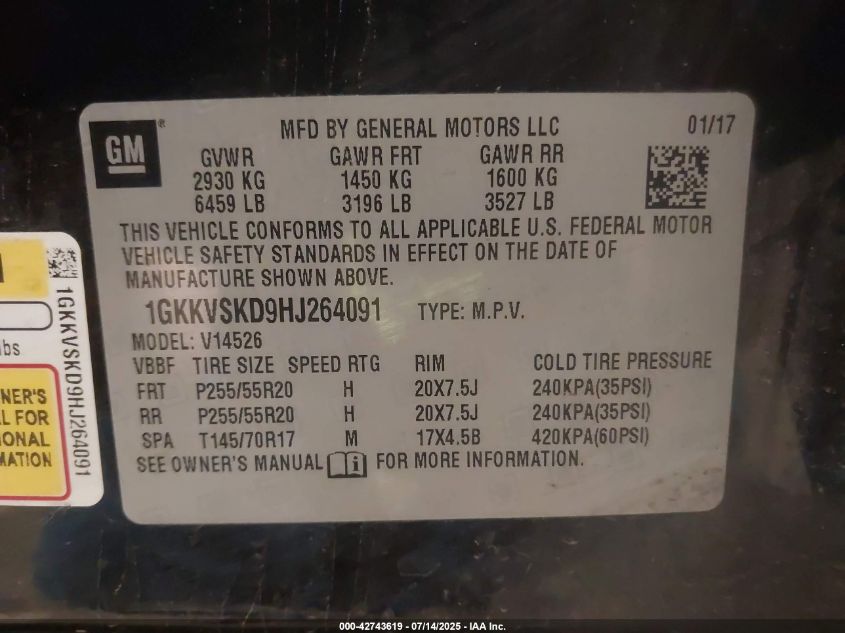 GM ®
MFD BY GENERAL MOTORS LLC 01/17
GVWR GAWR FRT GAWR RR
2930 KG 1450 KG 1600 KG
6459 LB 3196 LB 3527 LB
THIS VEHICLE CONFORMS TO ALL APPLICABLE U.S. FEDERAL MOTOR
VEHICLE SAFETY STANDARDS IN EFFECT ON THE DATE OF
MANUFACTURE SHOWN ABOVE.
1GKKVSKD9HJ264091 TYPE: M.P.V.
MODEL: V14526
VBBF TIRE SIZE SPEED RTG RIM COLD TIRE PRESSURE
FRT P255/55R20 H 20X7.5J 240KPA(35PSI)
RR P255/55R20 H 20X7.5J 240KPA(35PSI)
SPA T145/70R17 M 17X4.5B 420KPA(60PSI)
SEE OWNER'S MANUAL i FOR MORE INFORMATION.
1GKKVSKD9HJ264091
lbs
NER'S
L FOR
IONAL
MATION
000-42743619 - 07/14/2025 - IAA Inc.